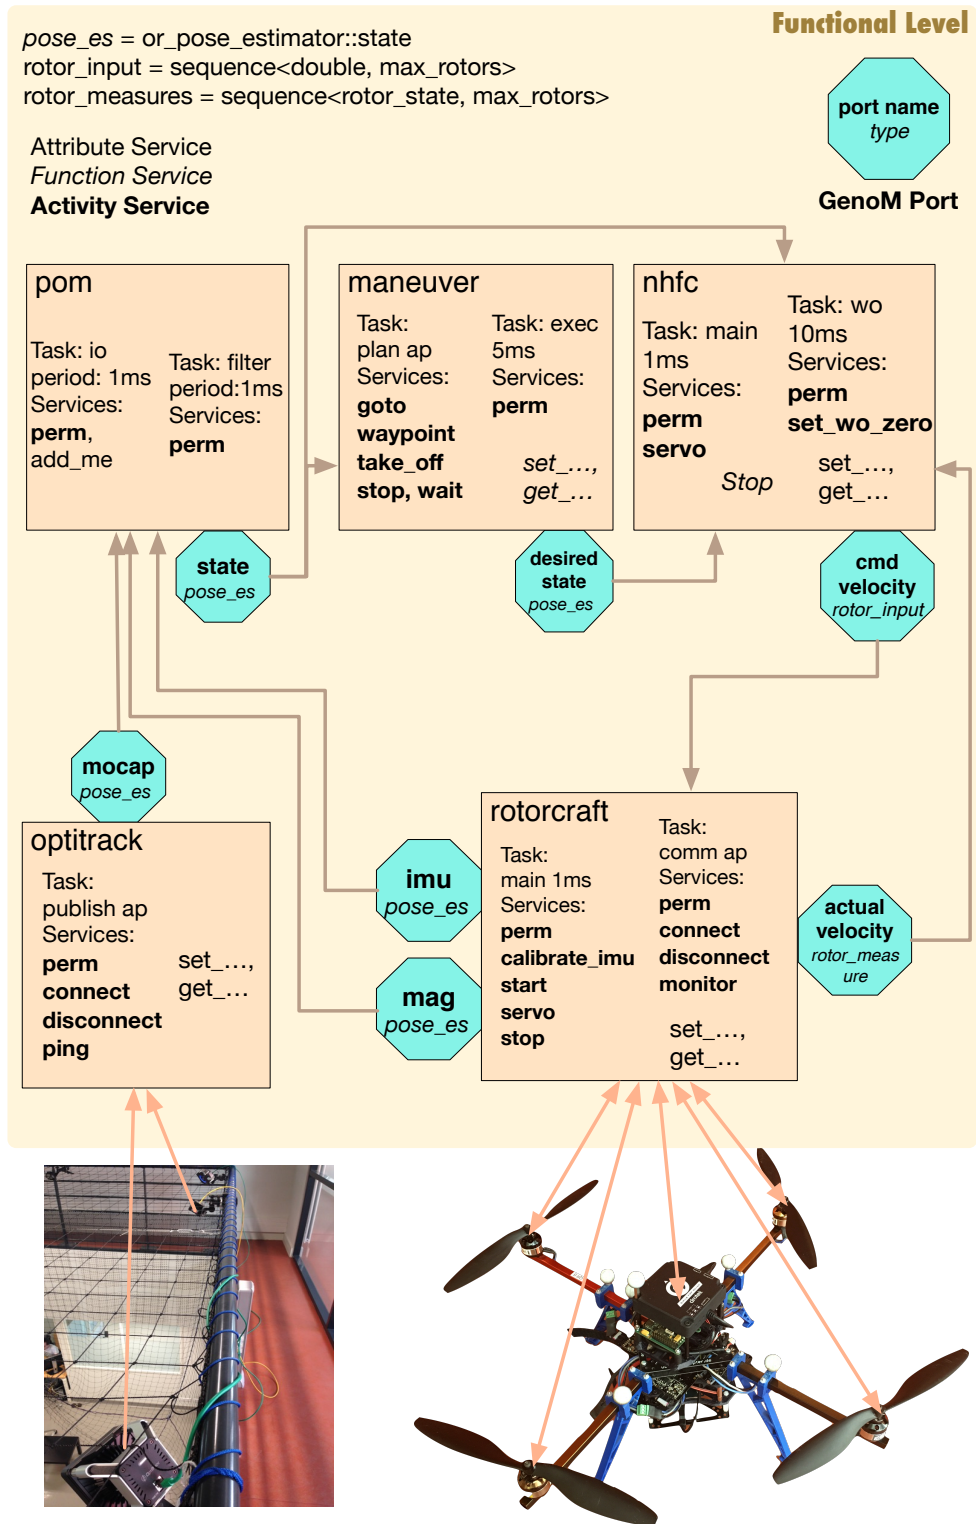 Functional Level
pose_es = or_pose_estimator::state
rotor_input = sequence<double, max_rotors>
rotor_measures = sequence<rotor_state, max_rotors>
Attribute Service
Function Service
Activity Service
port name
type
GenoM Port
pom
Task: io
period: 1ms
Services:
perm,
add_me
Task: filter
period:1ms
Services:
perm
maneuver
Task:
plan ap
Services:
goto
waypoint
take_off
stop, wait
Task: exec
5ms
Services:
perm
set_...,
get_...
nhfc
Task: main
1ms
Services:
perm
servo
Stop
Task: wo
10ms
Services:
perm
set_wo_zero
set_...,
get_...
state
pose_es
desired
state
pose_es
cmd
velocity
rotor_input
mocap
pose_es
optitrack
Task:
publish ap
Services:
perm
connect
disconnect
ping
set_...,
get_...
imu
pose_es
mag
pose_es
rotorcraft
Task:
main 1ms
Services:
perm
calibrate_imu
start
servo
stop
Task:
comm ap
Services:
perm
connect
disconnect
monitor
set_...,
get_...
actual
velocity
rotor_meas
ure